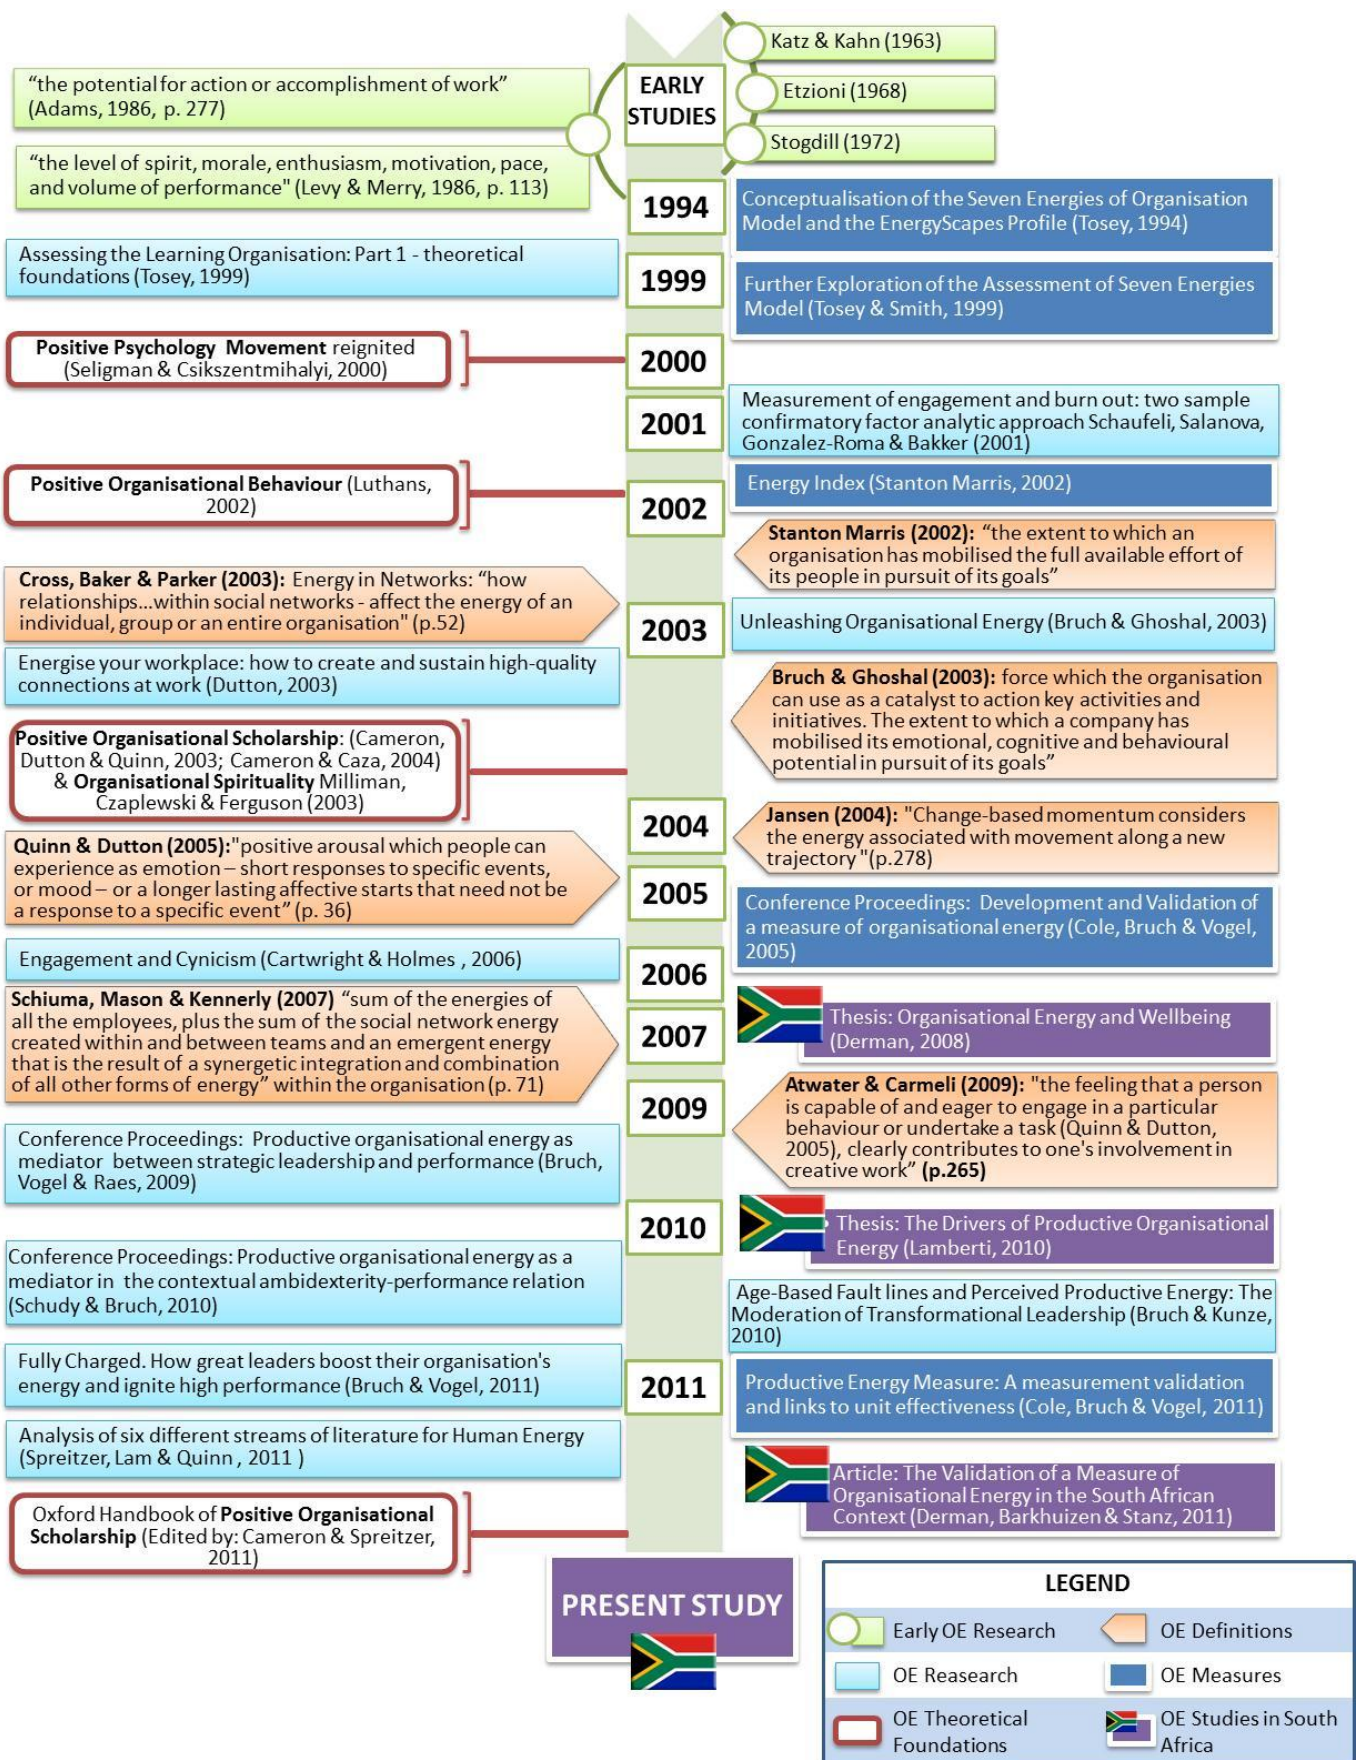 Katz & Kahn (1963)
EARLY
STUDIES
Etzioni (1968)
Stogdill (1972)
“the potential for action or accomplishment of work”
(Adams, 1986, p. 277)
“the level of spirit, morale, enthusiasm, motivation, pace,
and volume of performance" (Levy & Merry, 1986, p. 113)
1994
Conceptualisation of the Seven Energies of Organisation
Model and the EnergyScapes Profile (Tosey, 1994)
Assessing the Learning Organisation: Part 1 - theoretical
foundations (Tosey, 1999)
1999
Further Exploration of the Assessment of Seven Energies
Model (Tosey & Smith, 1999)
Positive Psychology Movement reignited
(Seligman & Csikszentmihalyi, 2000)
2000
2001
Measurement of engagement and burn out: two sample
confirmatory factor analytic approach Schaufeli, Salanova,
Gonzalez-Roma & Bakker (2001)
Positive Organisational Behaviour (Luthans,
2002)
2002
Energy Index (Stanton Marris, 2002)
Stanton Marris (2002): “the extent to which an
organisation has mobilised the full available effort of
its people in pursuit of its goals”
Cross, Baker & Parker (2003): Energy in Networks: “how
relationships...within social networks - affect the energy of an
individual, group or an entire organisation" (p.52)
2003
Unleashing Organisational Energy (Bruch & Ghoshal, 2003)
Energise your workplace: how to create and sustain high-quality
connections at work (Dutton, 2003)
Bruch & Ghoshal (2003): force which the organisation
can use as a catalyst to action key activities and
initiatives. The extent to which a company has
mobilised its emotional, cognitive and behavioural
potential in pursuit of its goals”
Positive Organisational Scholarship: (Cameron,
Dutton & Quinn, 2003; Cameron & Caza, 2004)
& Organisational Spirituality Milliman,
Czaplewski & Ferguson (2003)
2004
Jansen (2004): "Change-based momentum considers
the energy associated with movement along a new
trajectory "(p.278)
Quinn & Dutton (2005):"positive arousal which people can
experience as emotion – short responses to specific events,
or mood – or a longer lasting affective starts that need not be
a response to a specific event” (p. 36)
2005
Conference Proceedings: Development and Validation of
a measure of organisational energy (Cole, Bruch & Vogel,
2005)
Engagement and Cynicism (Cartwright & Holmes , 2006)
2006
Schiuma, Mason & Kennerly (2007) “sum of the energies of
all the employees, plus the sum of the social network energy
created within and between teams and an emergent energy
that is the result of a synergetic integration and combination
of all other forms of energy” within the organisation (p. 71)
2007
Thesis: Organisational Energy and Wellbeing
(Derman, 2008)
2009
Atwater & Carmeli (2009): "the feeling that a person
is capable of and eager to engage in a particular
behaviour or undertake a task (Quinn & Dutton,
2005), clearly contributes to one's involvement in
creative work” (p.265)
Conference Proceedings: Productive organisational energy as
mediator between strategic leadership and performance (Bruch,
Vogel & Raes, 2009)
2010
• Thesis: The Drivers of Productive Organisational
Energy (Lamberti, 2010)
Conference Proceedings: Productive organisational energy as a
mediator in the contextual ambidexterity-performance relation
(Schudy & Bruch, 2010)
Age-Based Fault lines and Perceived Productive Energy: The
Moderation of Transformational Leadership (Bruch & Kunze,
2010)
Fully Charged. How great leaders boost their organisation's
energy and ignite high performance (Bruch & Vogel, 2011)
2011
Productive Energy Measure: A measurement validation
and links to unit effectiveness (Cole, Bruch & Vogel, 2011)
Analysis of six different streams of literature for Human Energy
(Spreitzer, Lam & Quinn , 2011 )
Article: The Validation of a Measure of
Organisational Energy in the South African
Context (Derman, Barkhuizen & Stanz, 2011)
Oxford Handbook of Positive Organisational
Scholarship (Edited by: Cameron & Spreitzer,
2011)
PRESENT STUDY
LEGEND
Early OE Research
OE Definitions
OE Reasearch
OE Measures
OE Theoretical
Foundations
OE Studies in South
Africa